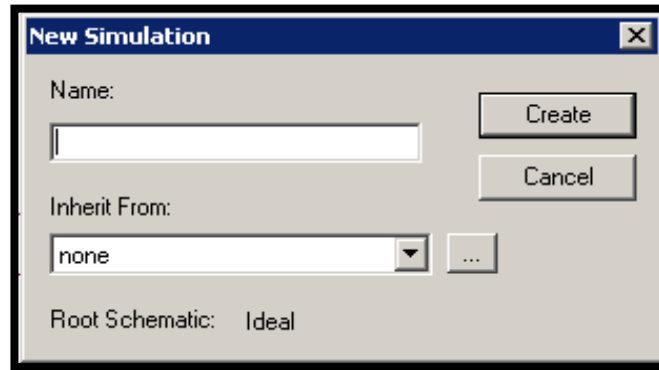 New Simulation
Name:
Create
Cancel
Inherit From:
none
...
Root Schematic: Ideal